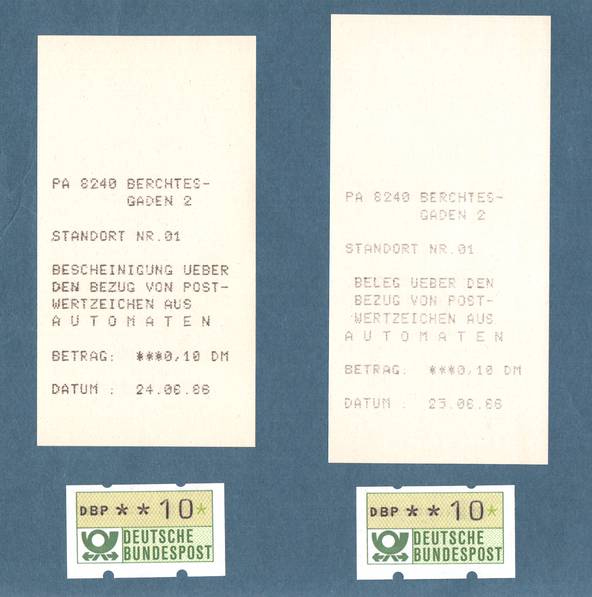 PA 8240 BERCHTES-
GADEN 2
STANDORT NR.01
BESCHEINIGUNG UEBER
DEN BEZUG VON POST-
WERTZEICHEN AUS
A U T O M A T E N
BETRAG: ***0,10 DM
DATUM : 24.06.86
DBP **10*
DEUTSCHE
BUNDESPOST
PA 8240 BERCHTES-
GADEN 2
STANDORT NR.01
BELEG UEBER DEN
BEZUG VON POST-
WERTZEICHEN AUS
A U T O M A T E N
BETRAG: ***0,10 DM
DATUM : 25.06.86
DBP **10*
DEUTSCHE
BUNDESPOST